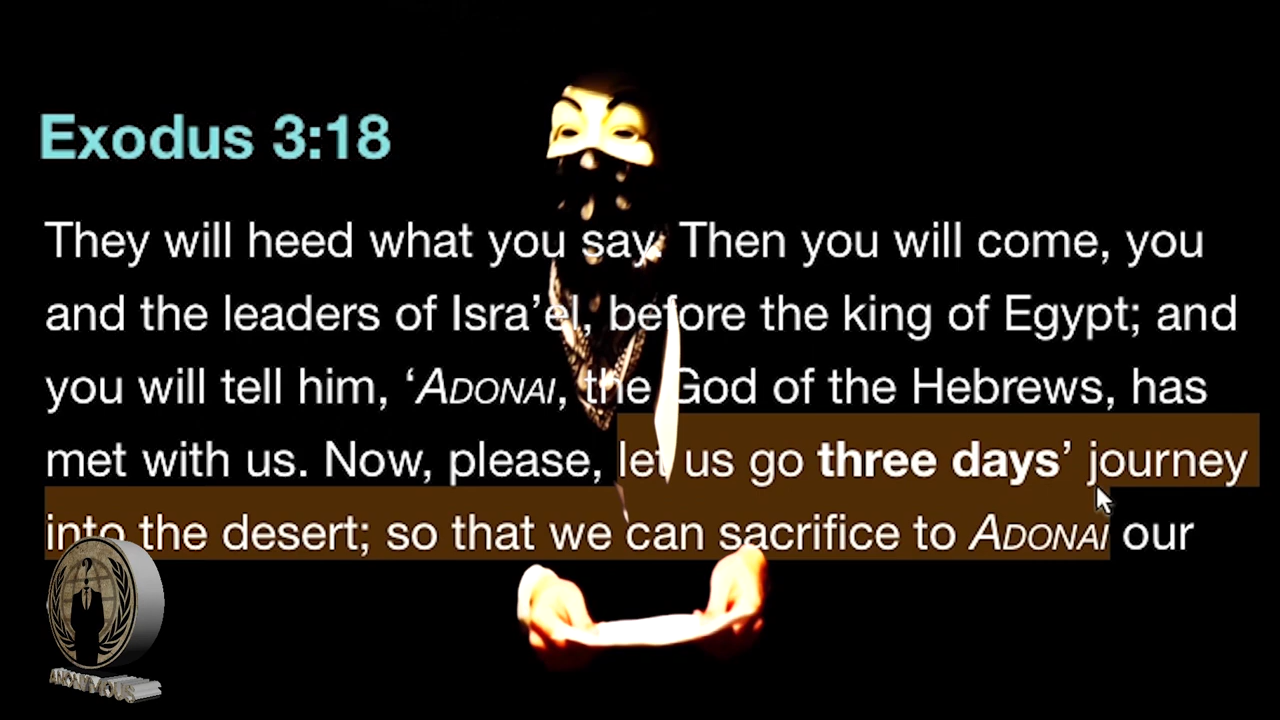 Exodus 3:18
They will heed what you say. Then you will come, you
and the leaders of Isra’el, before the king of Egypt; and
you will tell him, ‘ADONAI, the God of the Hebrews, has
met with us. Now, please, let us go three days’ journey
into the desert; so that we can sacrifice to ADONAI our
ANONYMOUS